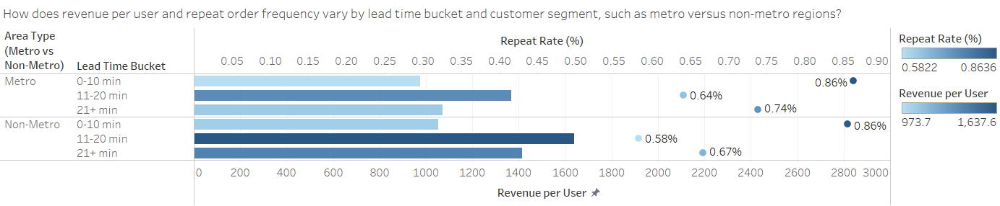 How does revenue per user and repeat order frequency vary by lead time bucket and customer segment, such as metro versus non-metro regions?
Area Type
(Metro vs
Non-Metro) Lead Time Bucket
Repeat Rate (%)
0.05 0.10 0.15 0.20 0.25 0.30 0.35 0.40 0.45 0.50 0.55 0.60 0.65 0.70 0.75 0.80 0.85 0.90
Metro 0-10 min 0.86%
11-20 min 0.64%
21+ min 0.74%
Non-Metro 0-10 min 0.86%
11-20 min 0.58%
21+ min 0.67%
0 200 400 600 800 1000 1200 1400 1600 1800 2000 2200 2400 2600 2800 3000
Revenue per User
Repeat Rate (%)
0.5822 0.8636
Revenue per User
973.7 1,637.6